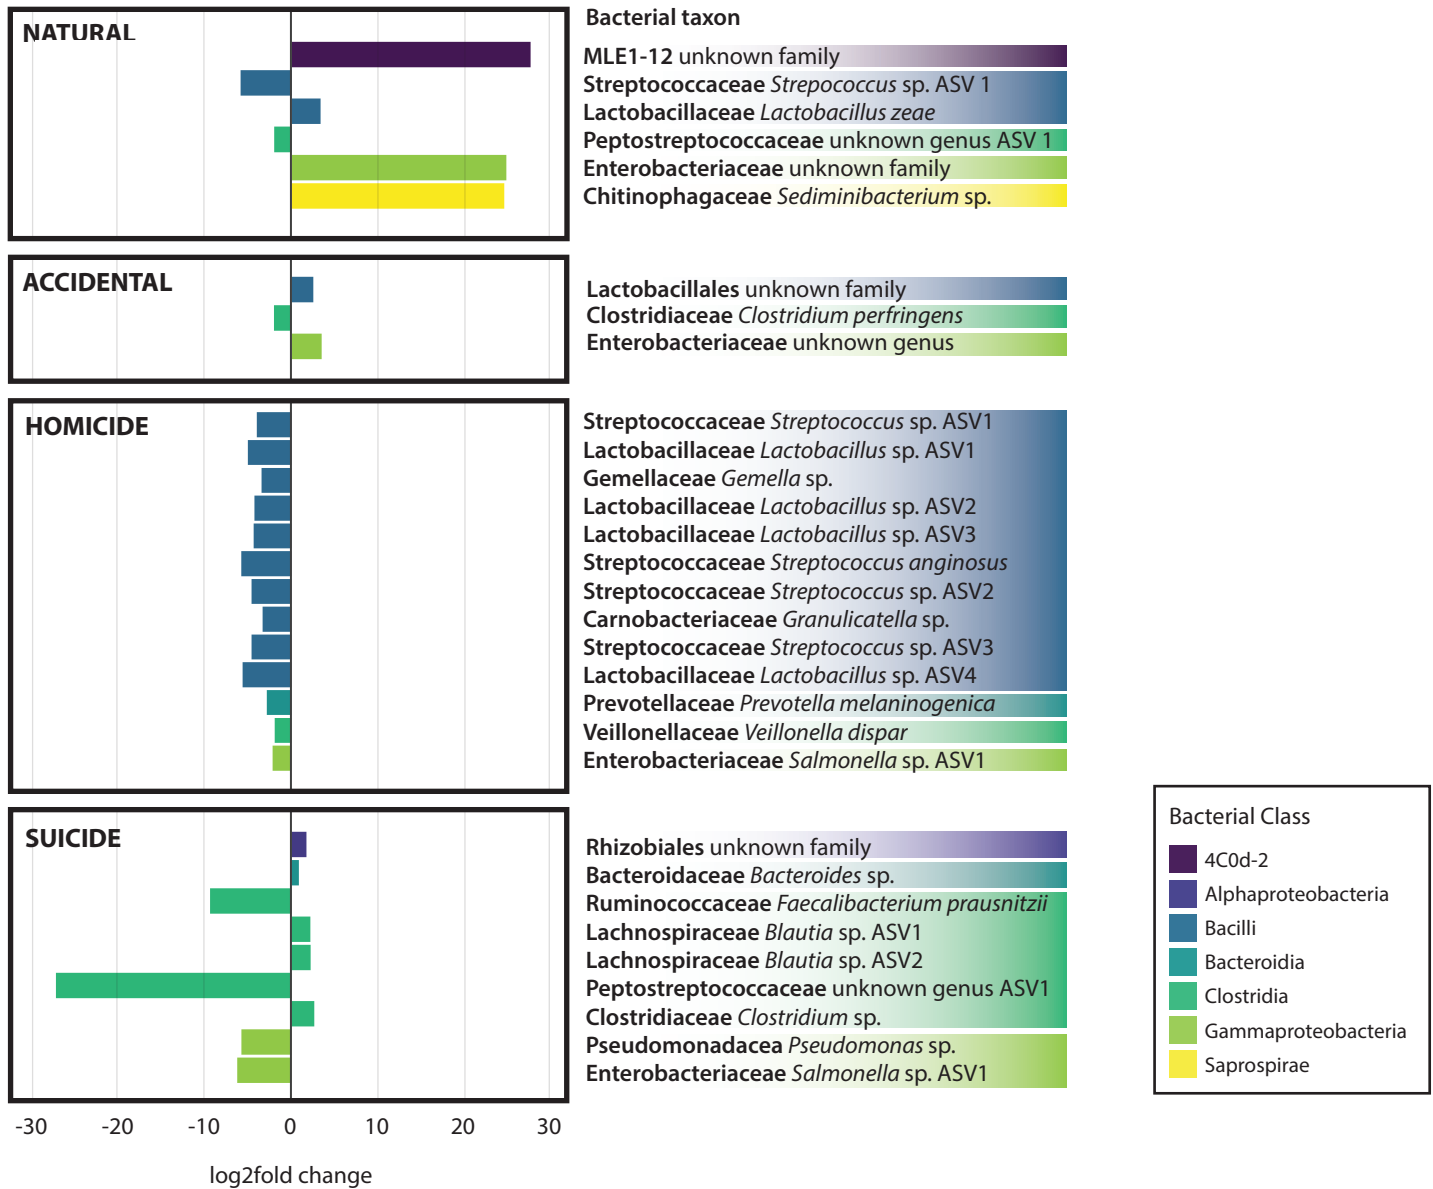 NATURAL
Bacterial taxon
MLE1-12 unknown family
Streptococcaceae Strepococcus sp. ASV 1
Lactobacillaceae Lactobacillus zeae
Peptostreptococcaceae unknown genus ASV 1
Enterobacteriaceae unknown family
Chitinophagaceae Sediminibacterium sp.
ACCIDENTAL
Lactobacillales unknown family
Clostridiaceae Clostridium perfringens
Enterobacteriaceae unknown genus
HOMICIDE
Streptococcaceae Streptococcus sp. ASV1
Lactobacillaceae Lactobacillus sp. ASV1
Gemellaceae Gemella sp.
Lactobacillaceae Lactobacillus sp. ASV2
Lactobacillaceae Lactobacillus sp. ASV3
Streptococcaceae Streptococcus anginosus
Streptococcaceae Streptococcus sp. ASV2
Carnobacteriaceae Granulicatella sp.
Streptococcaceae Streptococcus sp. ASV3
Lactobacillaceae Lactobacillus sp. ASV4
Prevotellaceae Prevotella melaninogenica
Veillonellaceae Veillonella dispar
Enterobacteriaceae Salmonella sp. ASV1
SUICIDE
Rhizobiales unknown family
Bacteroidaceae Bacteroides sp.
Ruminococcaceae Faecalibacterium prausnitzii
Lachnospiraceae Blautia sp. ASV1
Lachnospiraceae Blautia sp. ASV2
Peptostreptococcaceae unknown genus ASV1
Clostridiaceae Clostridium sp.
Pseudomonadacea Pseudomonas sp.
Enterobacteriaceae Salmonella sp. ASV1
-30 -20 -10 0 10 20 30
log2fold change
Bacterial Class
4C0d-2
Alphaproteobacteria
Bacilli
Bacteroidia
Clostridia
Gammaproteobacteria
Saprospirae